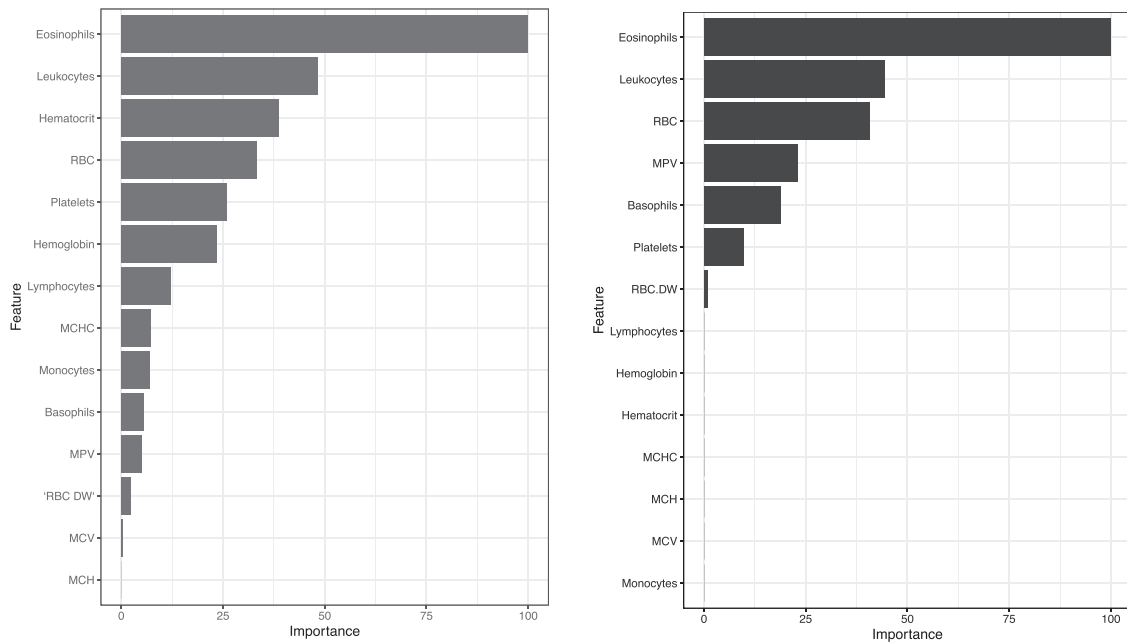 Eosinophils
Leukocytes
Hematocrit
RBC
Platelets
Hemoglobin
Lymphocytes
MCHC
Monocytes
Basophils
MPV
‘RBC DW‘
MCV
MCH
Feature
0 25 50 75 100
Importance
Eosinophils
Leukocytes
RBC
MPV
Basophils
Platelets
RBC.DW
Lymphocytes
Hemoglobin
Hematocrit
MCHC
MCH
MCV
Monocytes
Feature
0 25 50 75 100
Importance